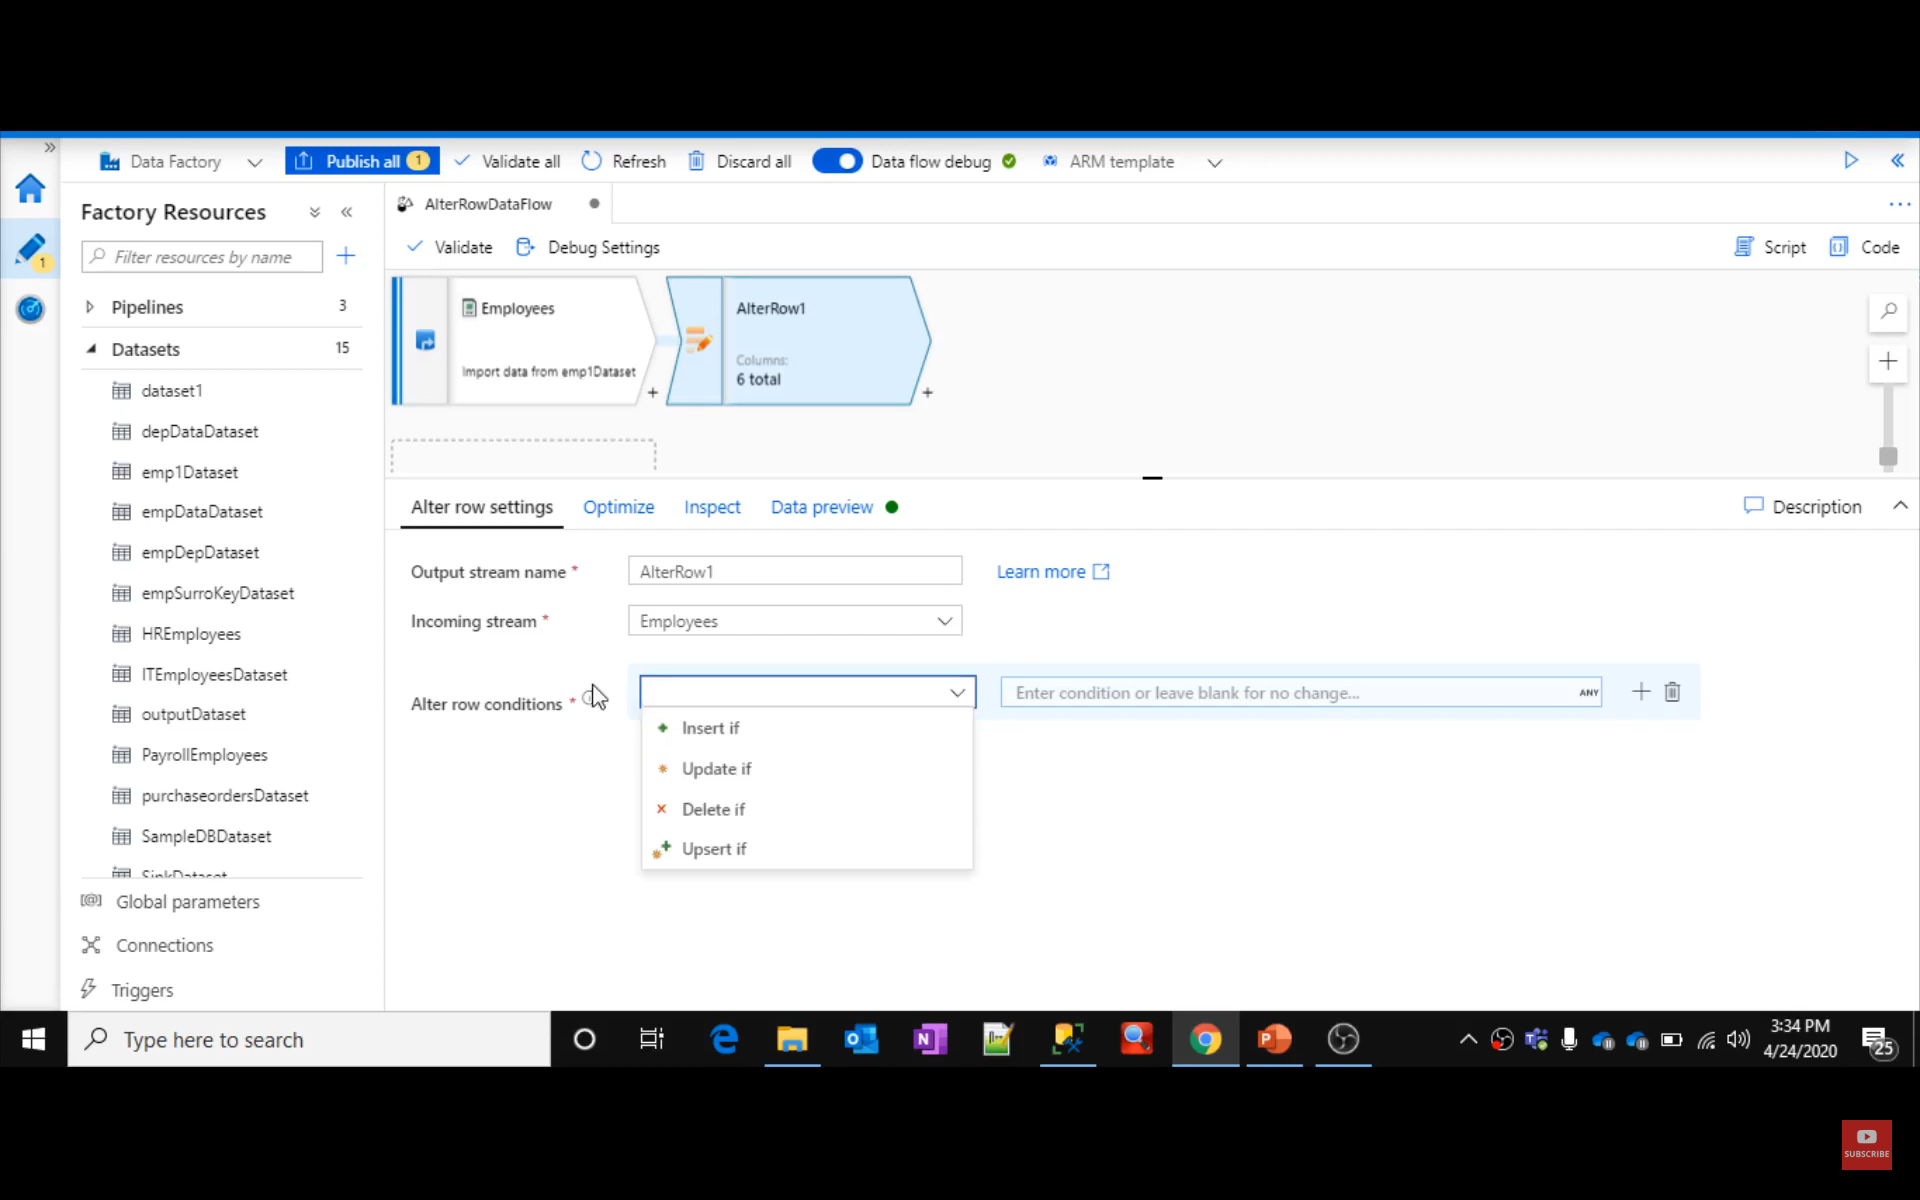 Data Factory
Publish all 1
Validate all
Refresh
Discard all
Data flow debug
ARM template
1
Factory Resources
Filter resources by name
Pipelines 3
Datasets 15
dataset1
depDataDataset
emp1Dataset
empDataDataset
empDepDataset
empSurroKeyDataset
HREmployees
ITEmployeesDataset
outputDataset
PayrollEmployees
purchaseordersDataset
SampleDBDataset
SinkDataset
Global parameters
Connections
Triggers
AlterRowDataFlow
Validate
Debug Settings
Script
Code
Employees
Import data from emp1Dataset
+
AlterRow1
Columns:
6 total
+
Alter row settings
Optimize
Inspect
Data preview
Description
Output stream name *
AlterRow1
Learn more
Incoming stream *
Employees
Alter row conditions *
Enter condition or leave blank for no change...
ANY
Insert if
Update if
Delete if
Upsert if
Type here to search
3:34 PM
4/24/2020
25
SUBSCRIBE